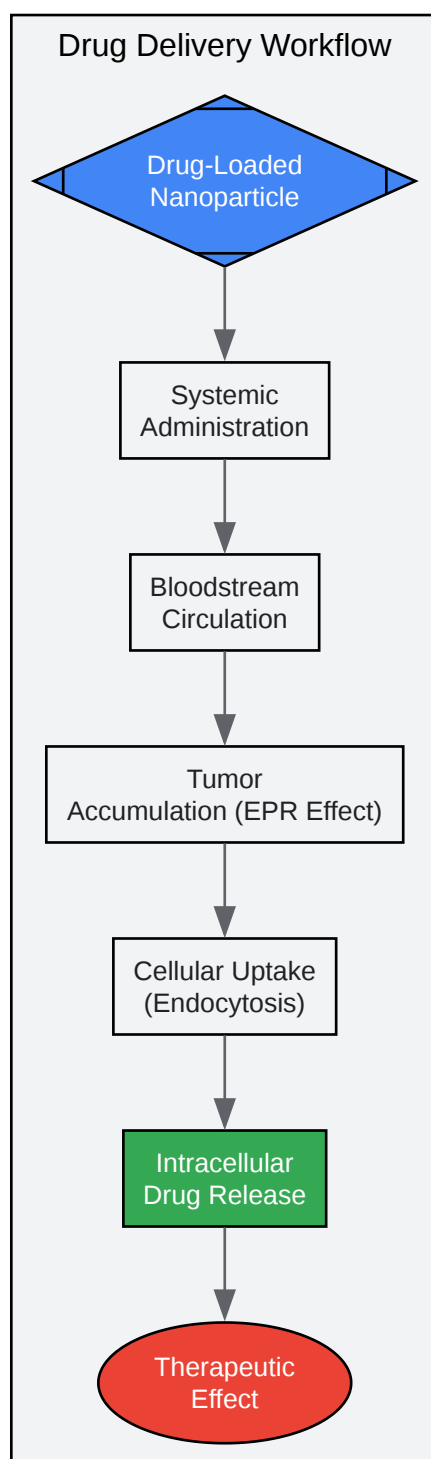 Drug Delivery Workflow
Drug-Loaded
Nanoparticle
Systemic
Administration
Bloodstream
Circulation
Tumor
Accumulation (EPR Effect)
Cellular Uptake
(Endocytosis)
Intracellular
Drug Release
Therapeutic
Effect